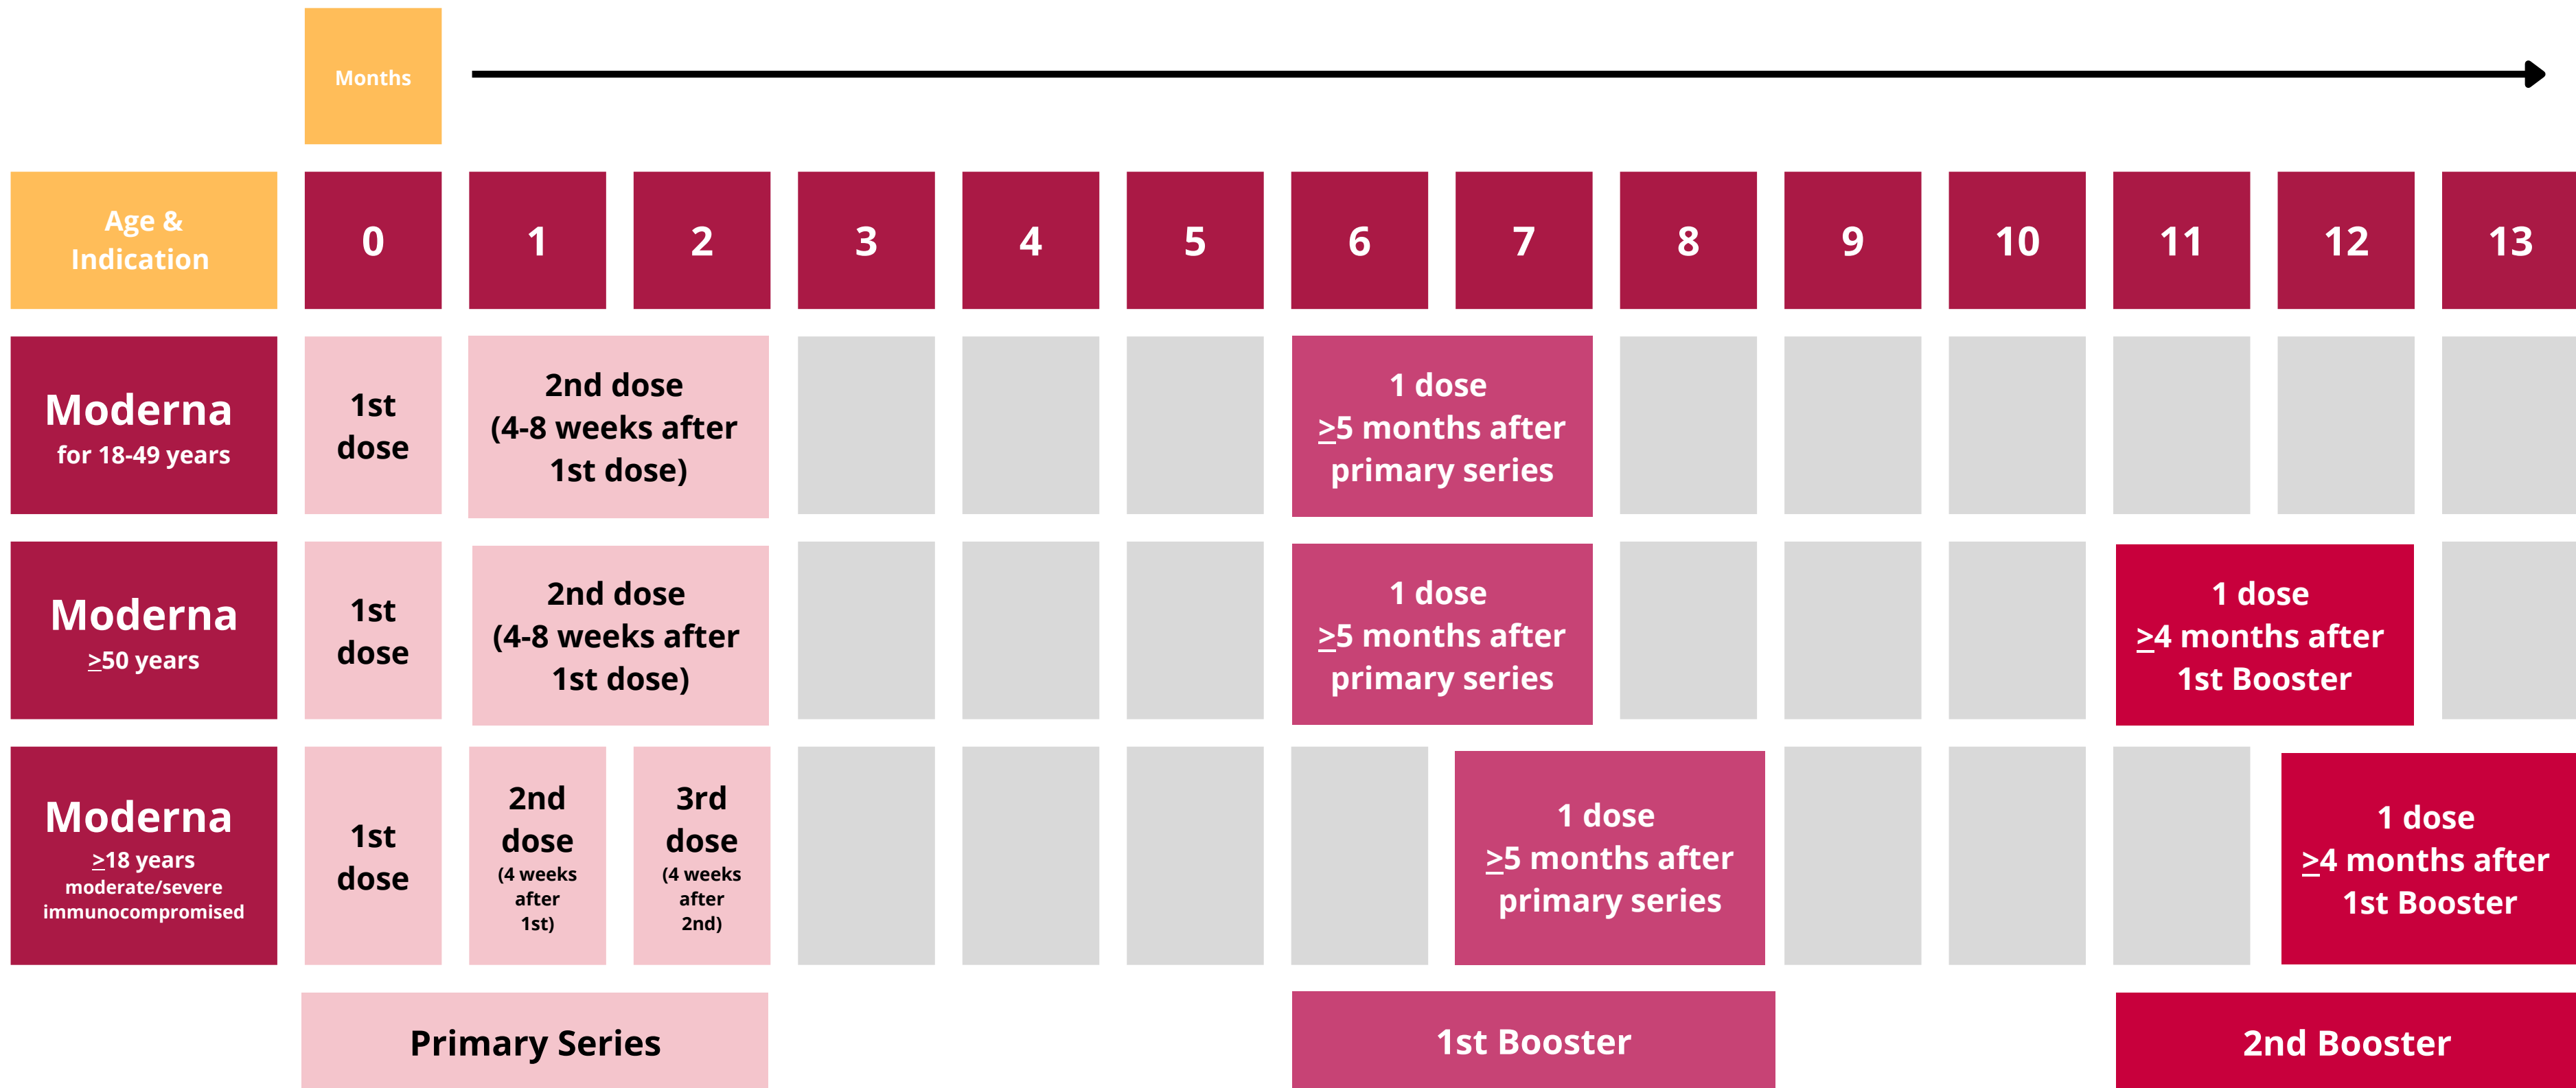 Months
Age &
Indication
0
1
2
3
4
5
6
7
8
9
10
11
12
13
Moderna
for 18-49 years
1st
dose
2nd dose
(4-8 weeks after
1st dose)
1 dose
>5 months after
primary series
Moderna
>50 years
1st
dose
2nd dose
(4-8 weeks after
1st dose)
1 dose
>5 months after
primary series
1 dose
>4 months after
1st Booster
Moderna
>18 years
moderate/severe
immunocompromised
1st
dose
2nd
dose
(4 weeks
after
1st)
3rd
dose
(4 weeks
after
2nd)
1 dose
>5 months after
primary series
1 dose
>4 months after
1st Booster
Primary Series
1st Booster
2nd Booster